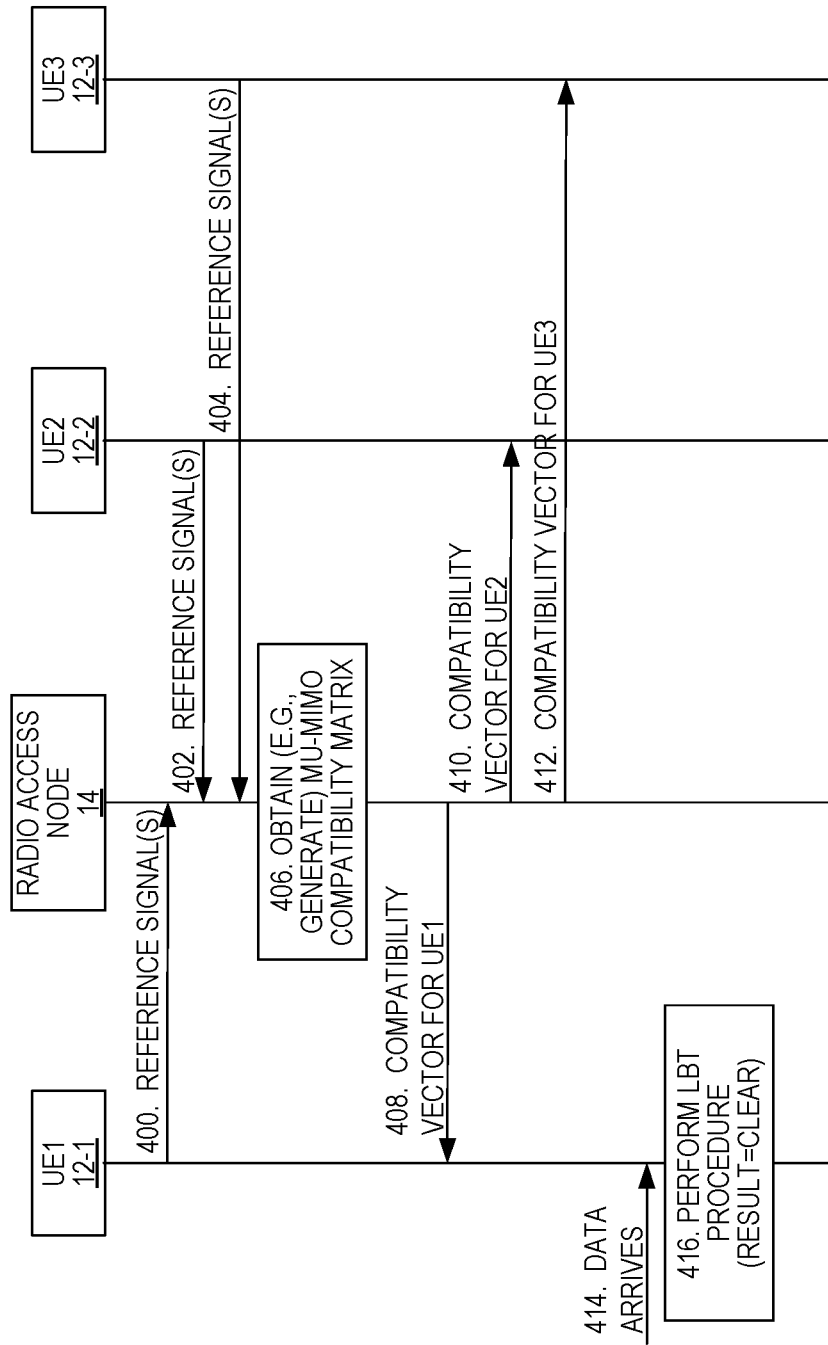 UE1
12-1
RADIO ACCESS
NODE
14
UE2
12-2
UE3
12-3
400. REFERENCE SIGNAL(S)
402. REFERENCE SIGNAL(S)
404. REFERENCE SIGNAL(S)
406. OBTAIN (E.G.,
GENERATE) MU-MIMO
COMPATIBILITY MATRIX
408. COMPATIBILITY
VECTOR FOR UE1
410. COMPATIBILITY
VECTOR FOR UE2
412. COMPATIBILITY VECTOR FOR UE3
414. DATA
ARRIVES
416. PERFORM LBT
PROCEDURE
(RESULT=CLEAR)